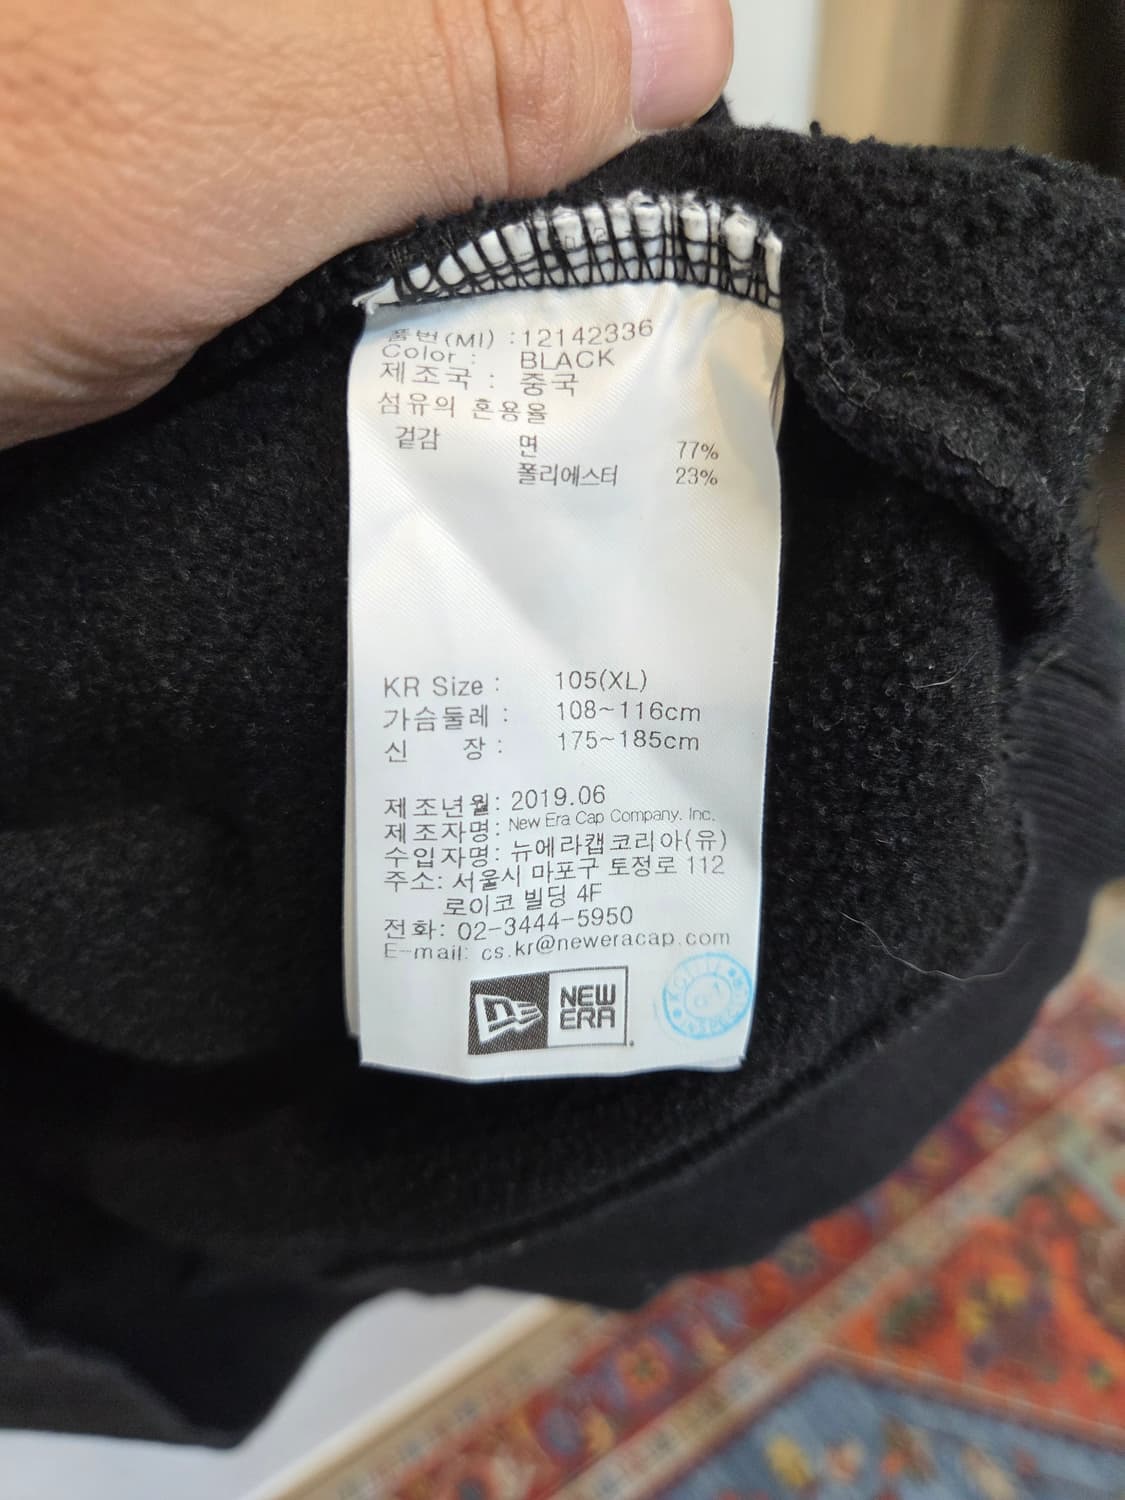 품번(MI) :12142336
Color : BLACK
제조국 : 중국
섬유의 혼용율
겉감 면 77%
폴리에스터 23%
KR Size : 105(XL)
가슴둘레 : 108~116cm
신 장 : 175~185cm
제조년월: 2019.06
제조자명: New Era Cap Company. Inc.
수입자명: 뉴에라캡코리아(유)
주소: 서울시 마포구 토정로 112
로이코 빌딩 4F
전화: 02-3444-5950
E-mail: cs.kr@neweracap.com
NEW
ERA